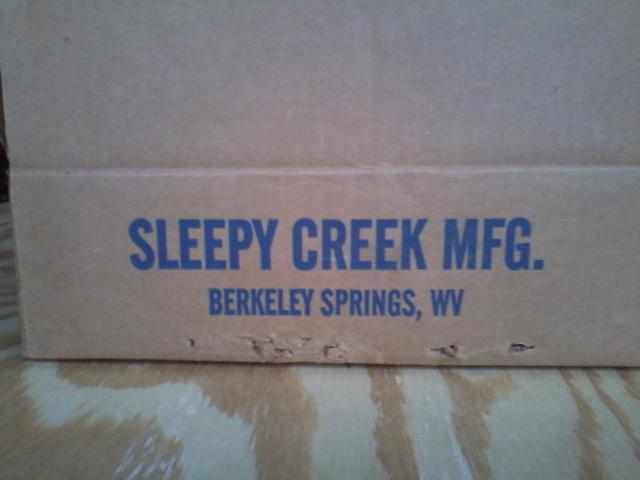 SLEEPY CREEK MFG.
BERKELEY SPRINGS, WV